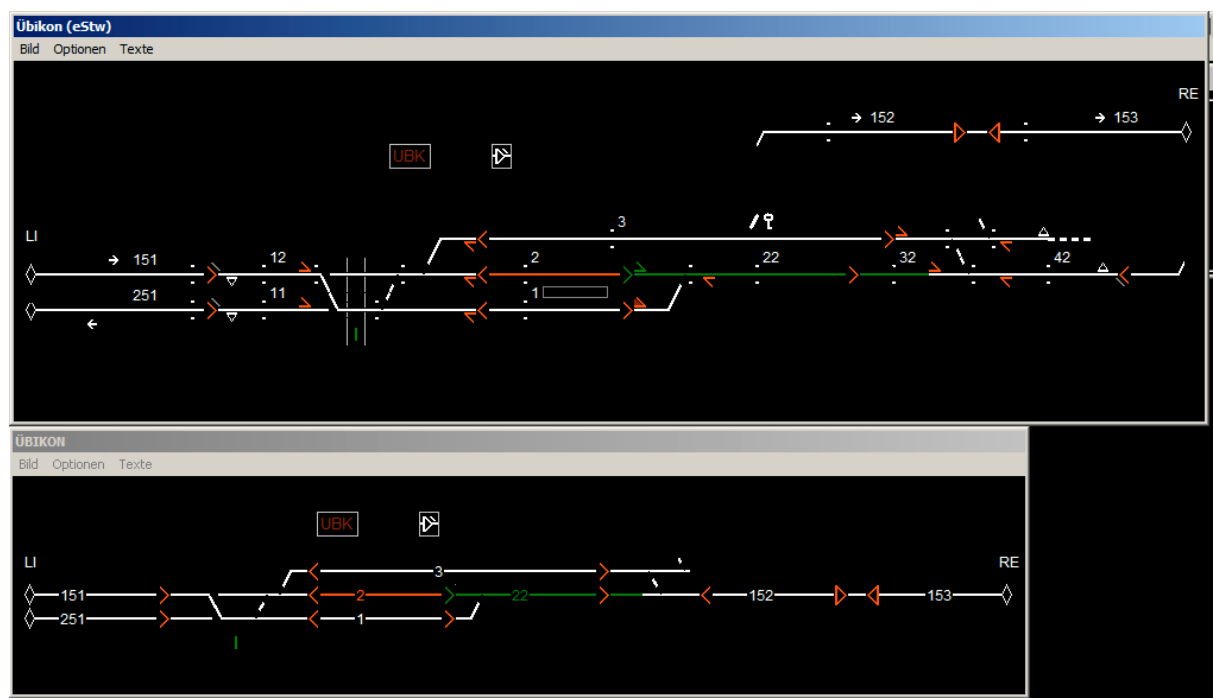 Übikon (eStw)
Bild Optionen Texte
RE
152 153
UBK
3
LI
151 12 2 22 32 42
251 11 1
ÜBIKON
Bild Optionen Texte
UBK
LI RE
3
151 2 22 152 153
251 1